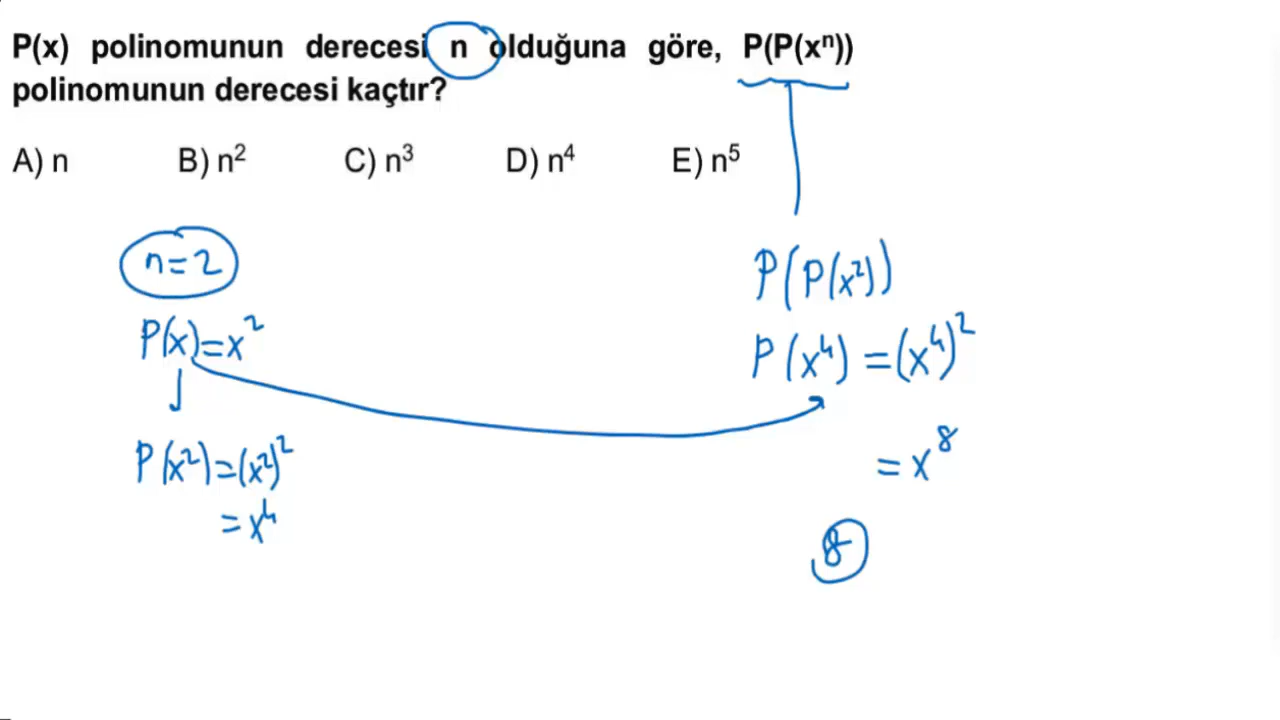 P(x) polinomunun derecesi n olduğuna göre, P(P(xⁿ))
polinomunun derecesi kaçtır?
A) n B) n² C) n³ D) n⁴ E) n⁵
n=2
P(x)=x²
P(x²)=(x²)²
=x⁴
P(P(x²))
P(x⁴)=(x⁴)²
=x⁸
8